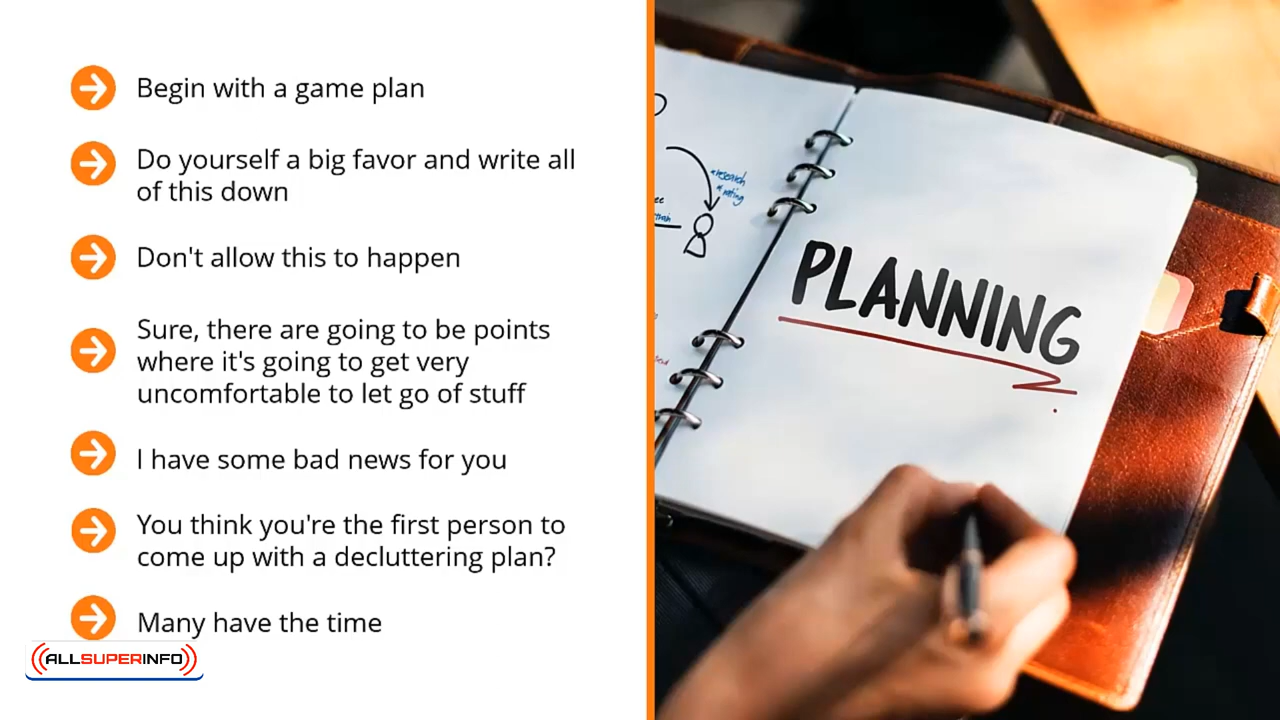 Begin with a game plan
Do yourself a big favor and write all
of this down
Don't allow this to happen
Sure, there are going to be points
where it's going to get very
uncomfortable to let go of stuff
I have some bad news for you
You think you're the first person to
come up with a decluttering plan?
Many have the time
ALLSUPERINFO
research
rating
PLANNING